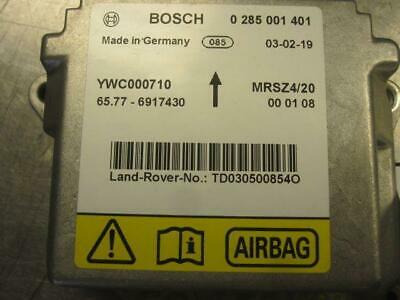 BOSCH 0 285 001 401
Made in Germany 085 03-02-19
YWC000710 MRSZ4/20
65.77 - 6917430 00 01 08
Land-Rover-No.: TD030500854O
AIRBAG